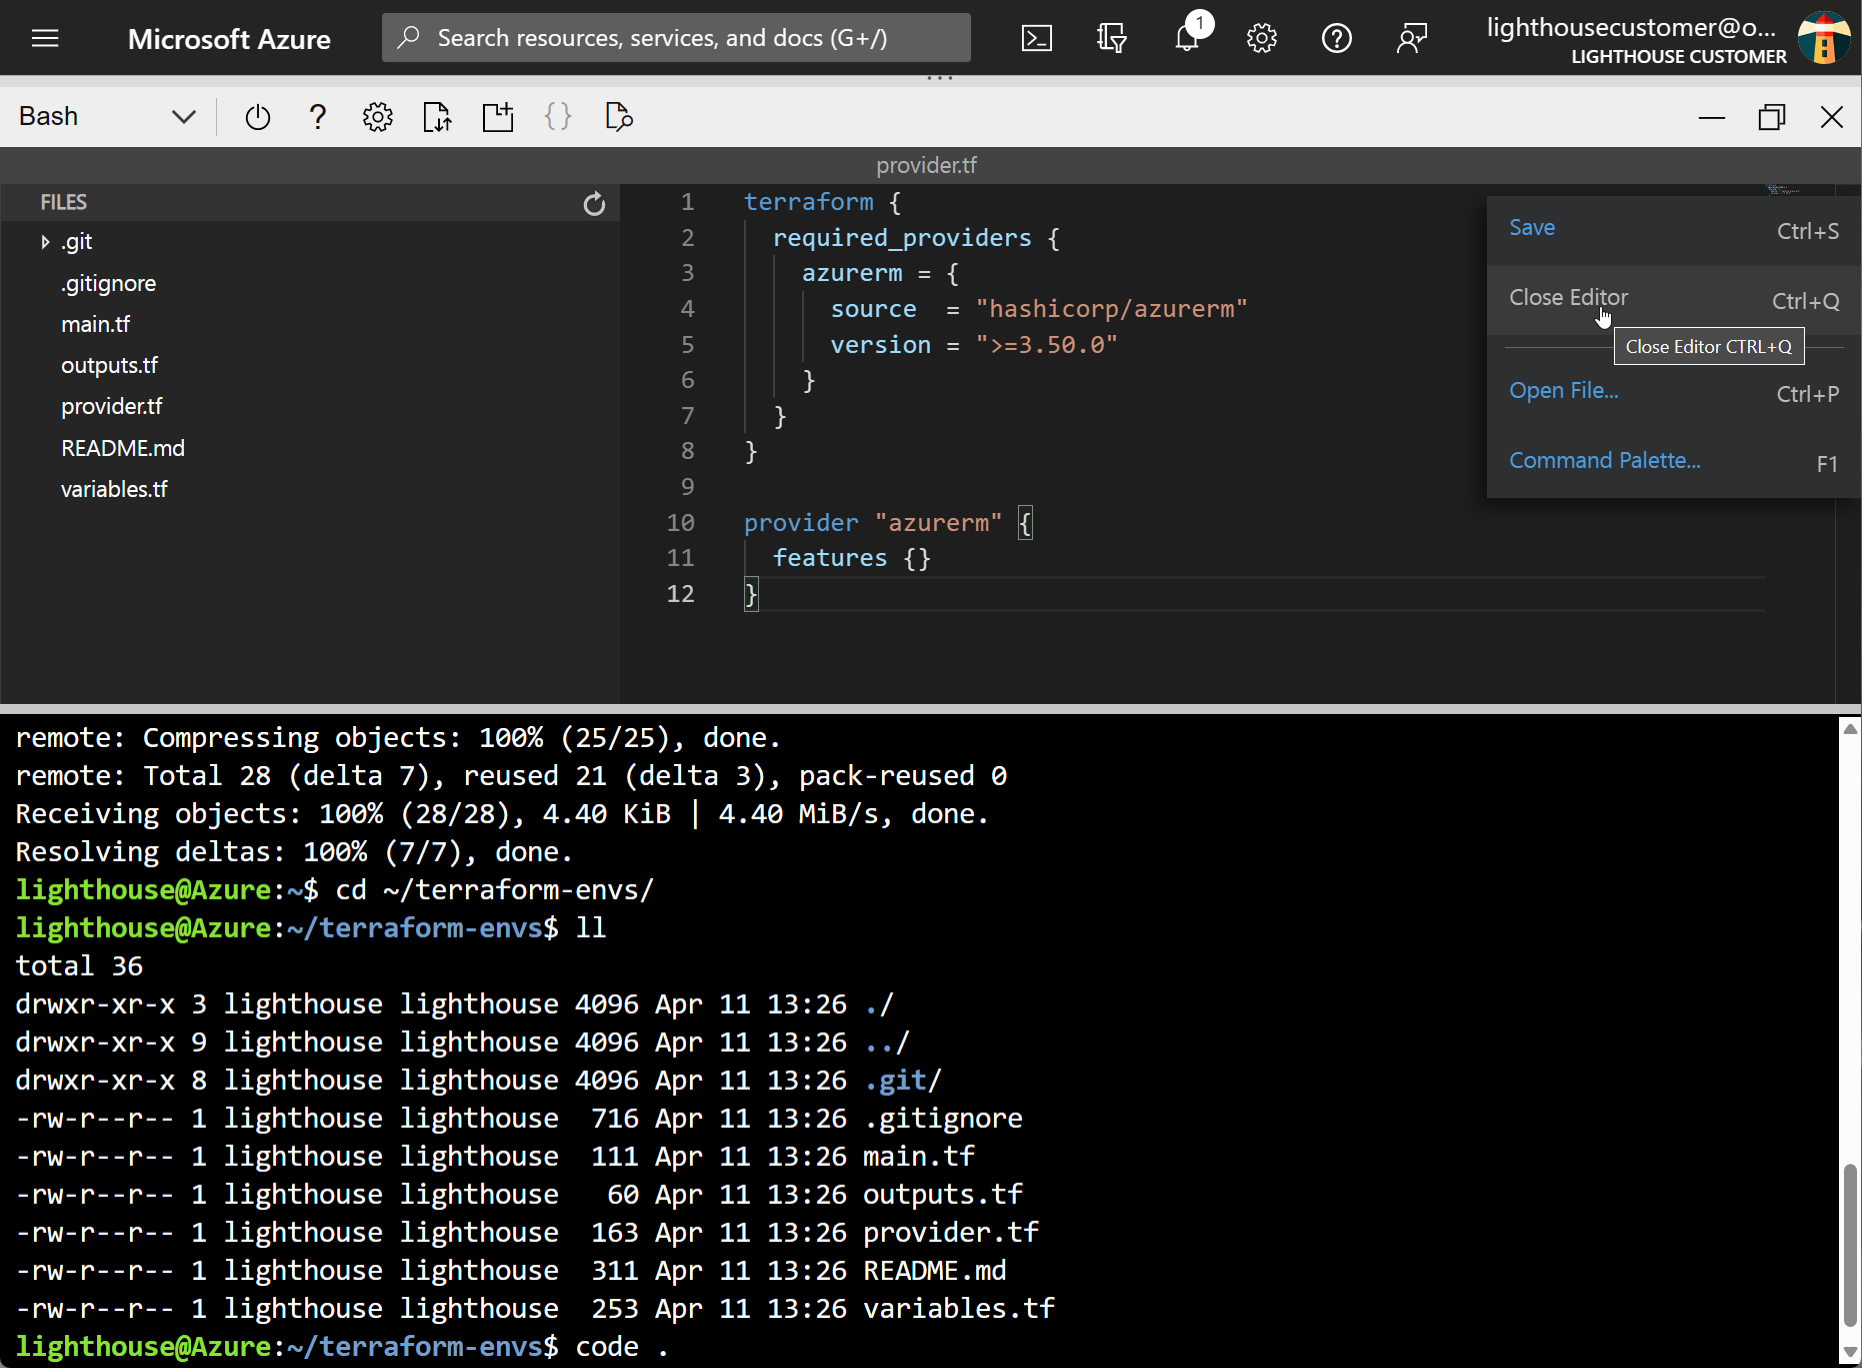 Microsoft Azure
Search resources, services, and docs (G+/)
1
lighthousecustomer@o...
LIGHTHOUSE CUSTOMER
Bash
provider.tf
FILES
.git
.gitignore
main.tf
outputs.tf
provider.tf
README.md
variables.tf
1 terraform {
2   required_providers {
3     azurerm = {
4       source  = "hashicorp/azurerm"
5       version = ">=3.50.0"
6     }
7   }
8 }
9
10 provider "azurerm" {
11   features {}
12 }
Save Ctrl+S
Close Editor Ctrl+Q
Close Editor CTRL+Q
Open File... Ctrl+P
Command Palette... F1
remote: Compressing objects: 100% (25/25), done.
remote: Total 28 (delta 7), reused 21 (delta 3), pack-reused 0
Receiving objects: 100% (28/28), 4.40 KiB | 4.40 MiB/s, done.
Resolving deltas: 100% (7/7), done.
lighthouse@Azure:~$ cd ~/terraform-envs/
lighthouse@Azure:~/terraform-envs$ ll
total 36
drwxr-xr-x 3 lighthouse lighthouse 4096 Apr 11 13:26 ./
drwxr-xr-x 9 lighthouse lighthouse 4096 Apr 11 13:26 ../
drwxr-xr-x 8 lighthouse lighthouse 4096 Apr 11 13:26 .git/
-rw-r--r-- 1 lighthouse lighthouse  716 Apr 11 13:26 .gitignore
-rw-r--r-- 1 lighthouse lighthouse  111 Apr 11 13:26 main.tf
-rw-r--r-- 1 lighthouse lighthouse   60 Apr 11 13:26 outputs.tf
-rw-r--r-- 1 lighthouse lighthouse  163 Apr 11 13:26 provider.tf
-rw-r--r-- 1 lighthouse lighthouse  311 Apr 11 13:26 README.md
-rw-r--r-- 1 lighthouse lighthouse  253 Apr 11 13:26 variables.tf
lighthouse@Azure:~/terraform-envs$ code .